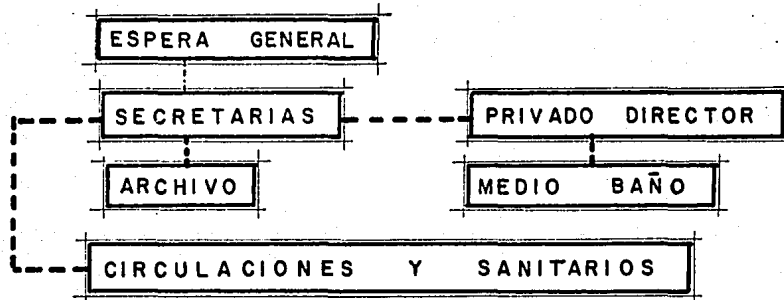 ESPERA GENERAL
SECRETARIAS
PRIVADO DIRECTOR
ARCHIVO
MEDIO BAÑO
CIRCULACIONES Y SANITARIOS